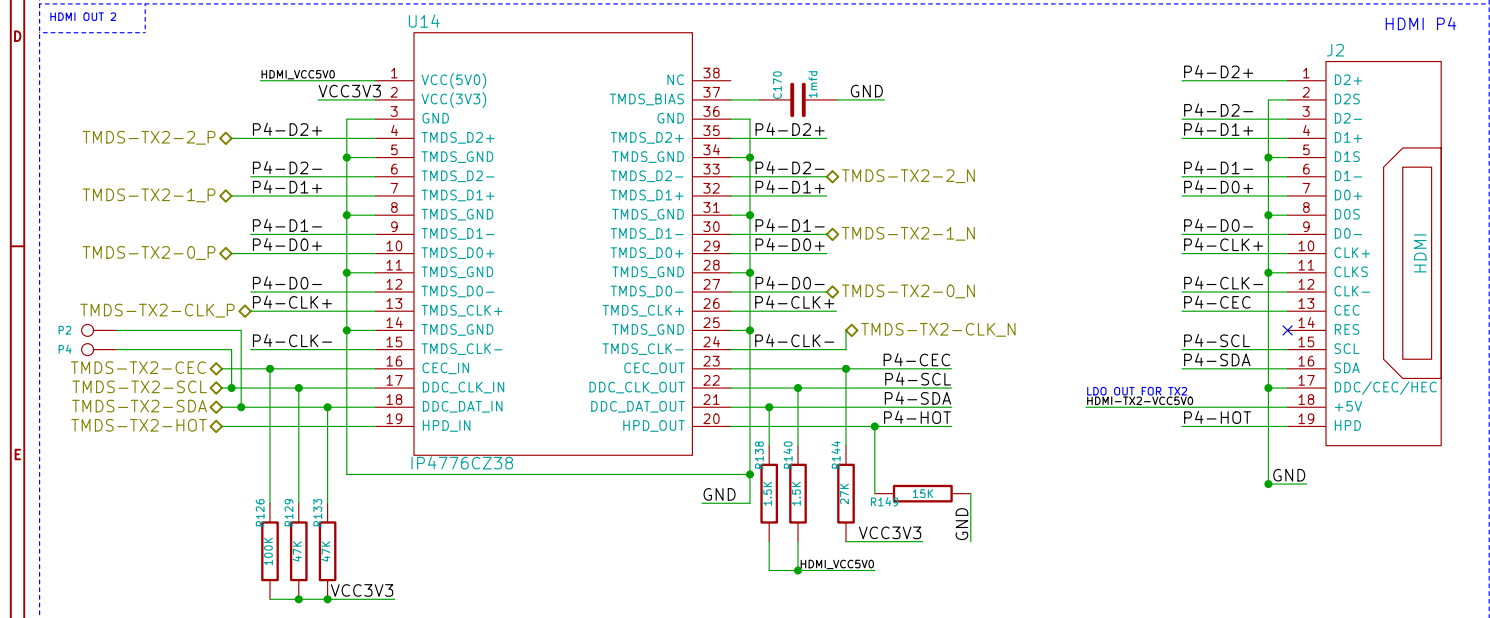 HDMI OUT 2
D
E
U14
HDMI_VCC5V0
VCC3V3
TMDS-TX2-2_P
P4-D2+
P4-D2-
P4-D1+
TMDS-TX2-1_P
P4-D1-
P4-D0+
TMDS-TX2-0_P
P4-D0-
P4-CLK+
TMDS-TX2-CLK_P
P2
P4
P4-CLK-
TMDS-TX2-CEC
TMDS-TX2-SCL
TMDS-TX2-SDA
TMDS-TX2-HOT
1 VCC(5V0)
2 VCC(3V3)
3 GND
4 TMDS_D2+
5 TMDS_GND
6 TMDS_D2-
7 TMDS_D1+
8 TMDS_GND
9 TMDS_D1-
10 TMDS_D0+
11 TMDS_GND
12 TMDS_D0-
13 TMDS_CLK+
14 TMDS_GND
15 TMDS_CLK-
16 CEC_IN
17 DDC_CLK_IN
18 DDC_DAT_IN
19 HPD_IN
NC 38
TMDS_BIAS 37
GND 36
TMDS_D2+ 35
TMDS_GND 34
TMDS_D2- 33
TMDS_D1+ 32
TMDS_GND 31
TMDS_D1- 30
TMDS_D0+ 29
TMDS_GND 28
TMDS_D0- 27
TMDS_CLK+ 26
TMDS_GND 25
TMDS_CLK- 24
CEC_OUT 23
DDC_CLK_OUT 22
DDC_DAT_OUT 21
HPD_OUT 20
IP4776CZ38
C170
1mfd
GND
P4-D2+
P4-D2-
TMDS-TX2-2_N
P4-D1+
P4-D1-
TMDS-TX2-1_N
P4-D0+
P4-D0-
TMDS-TX2-0_N
P4-CLK+
TMDS-TX2-CLK_N
P4-CLK-
P4-CEC
P4-SCL
P4-SDA
P4-HOT
GND
R138
1.5K
R140
1.5K
R144
27K
R149
15K
GND
VCC3V3
HDMI_VCC5V0
R126
100K
R129
47K
R133
47K
VCC3V3
HDMI P4
J2
P4-D2+
P4-D2-
P4-D1+
P4-D1-
P4-D0+
P4-D0-
P4-CLK+
P4-CLK-
P4-CEC
P4-SCL
P4-SDA
LDO OUT FOR TX2
HDMI-TX2-VCC5V0
P4-HOT
1 D2+
2 D2S
3 D2-
4 D1+
5 D1S
6 D1-
7 D0+
8 D0S
9 D0-
10 CLK+
11 CLKS
12 CLK-
13 CEC
14 RES
15 SCL
16 SDA
17 DDC/CEC/HEC
18 +5V
19 HPD
HDMI
GND